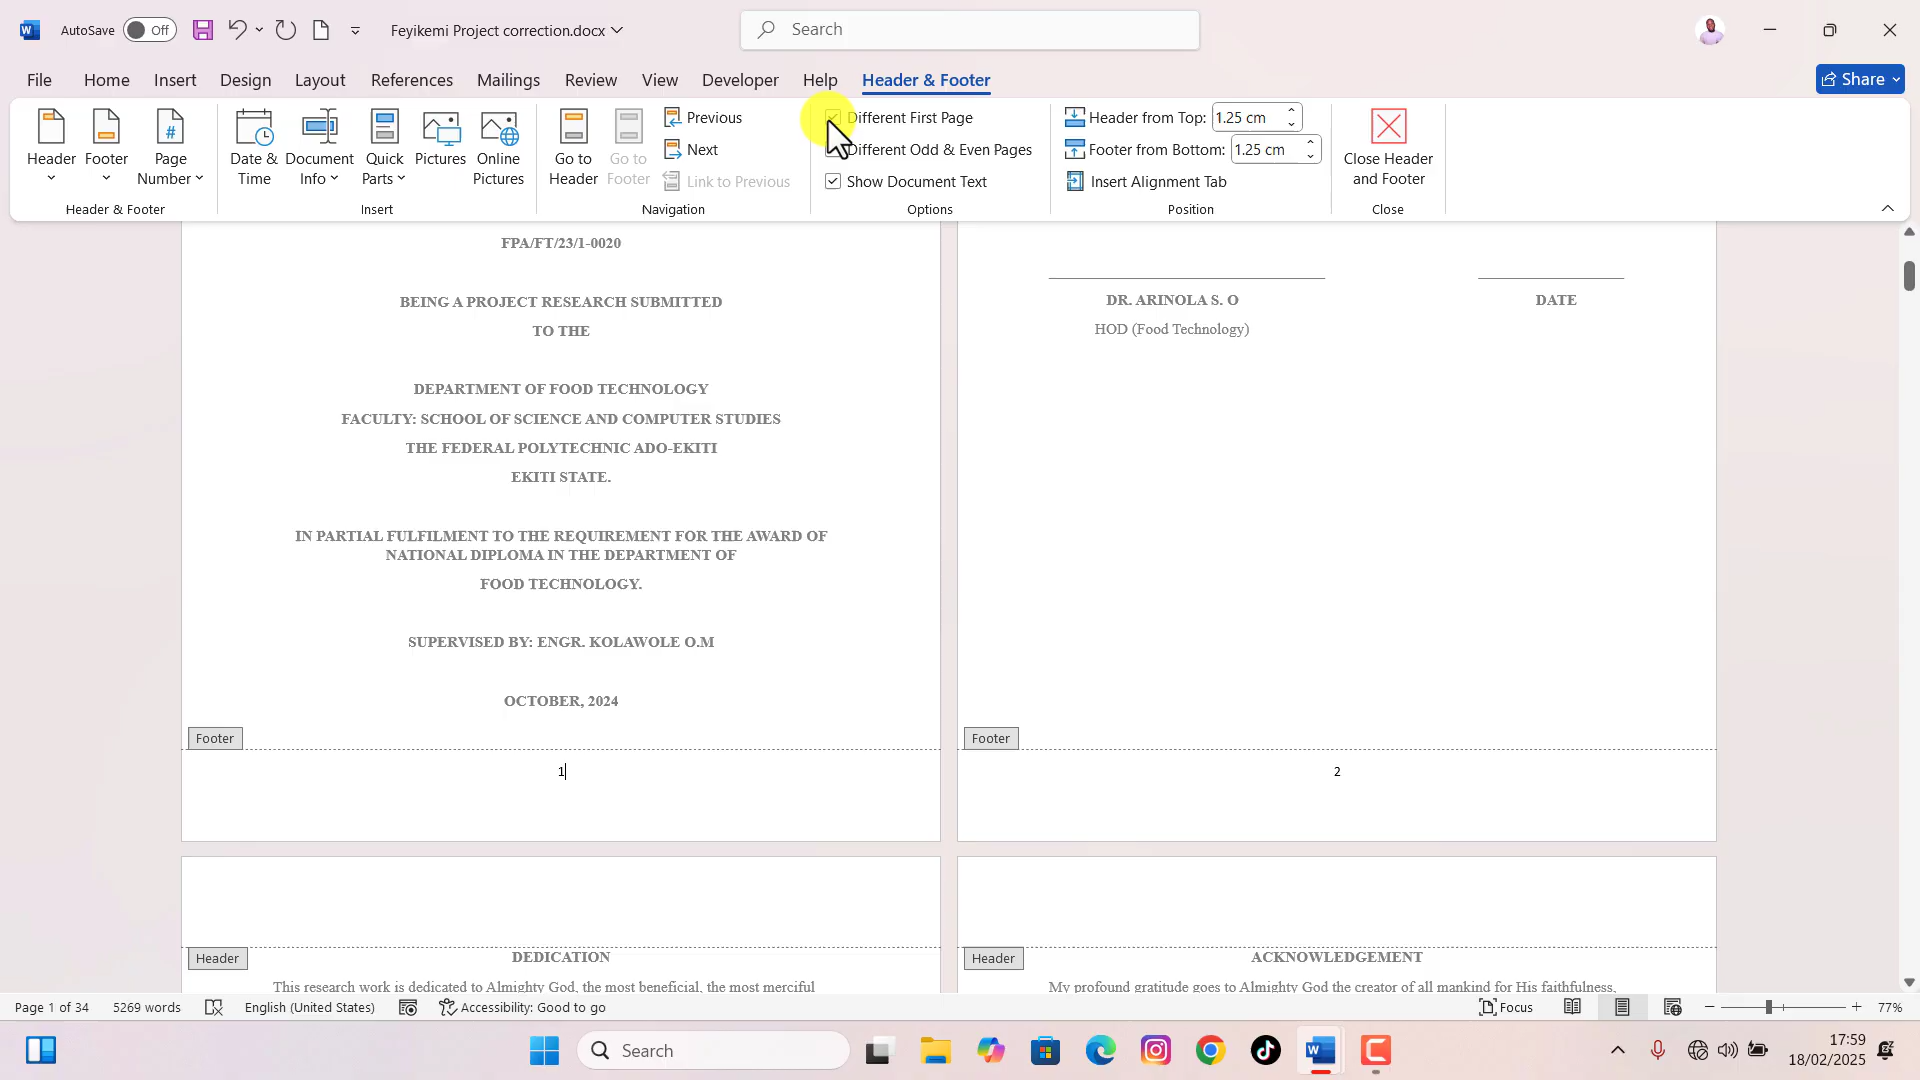 AutoSave Off Feyikemi Project correction.docx Search
File Home Insert Design Layout References Mailings Review View Developer Help Header & Footer Share
Header Footer Page Number
Header & Footer
Date & Time Document Info Quick Parts Pictures Online Pictures
Insert
Go to Header Go to Footer
Previous
Next
Link to Previous
Navigation
Different First Page
Different Odd & Even Pages
Show Document Text
Options
Header from Top: 1.25 cm
Footer from Bottom: 1.25 cm
Insert Alignment Tab
Position
Close Header and Footer
Close
FPA/FT/23/1-0020
BEING A PROJECT RESEARCH SUBMITTED
TO THE
DEPARTMENT OF FOOD TECHNOLOGY
FACULTY: SCHOOL OF SCIENCE AND COMPUTER STUDIES
THE FEDERAL POLYTECHNIC ADO-EKITI
EKITI STATE.
IN PARTIAL FULFILMENT TO THE REQUIREMENT FOR THE AWARD OF
NATIONAL DIPLOMA IN THE DEPARTMENT OF
FOOD TECHNOLOGY.
SUPERVISED BY: ENGR. KOLAWOLE O.M
OCTOBER, 2024
Footer
1
DR. ARINOLA S. O DATE
HOD (Food Technology)
Footer
2
Header
DEDICATION
This research work is dedicated to Almighty God, the most beneficial, the most merciful
Header
ACKNOWLEDGEMENT
My profound gratitude goes to Almighty God the creator of all mankind for His faithfulness,
Page 1 of 34 5269 words English (United States) Accessibility: Good to go Focus 77%
Search
17:59
18/02/2025